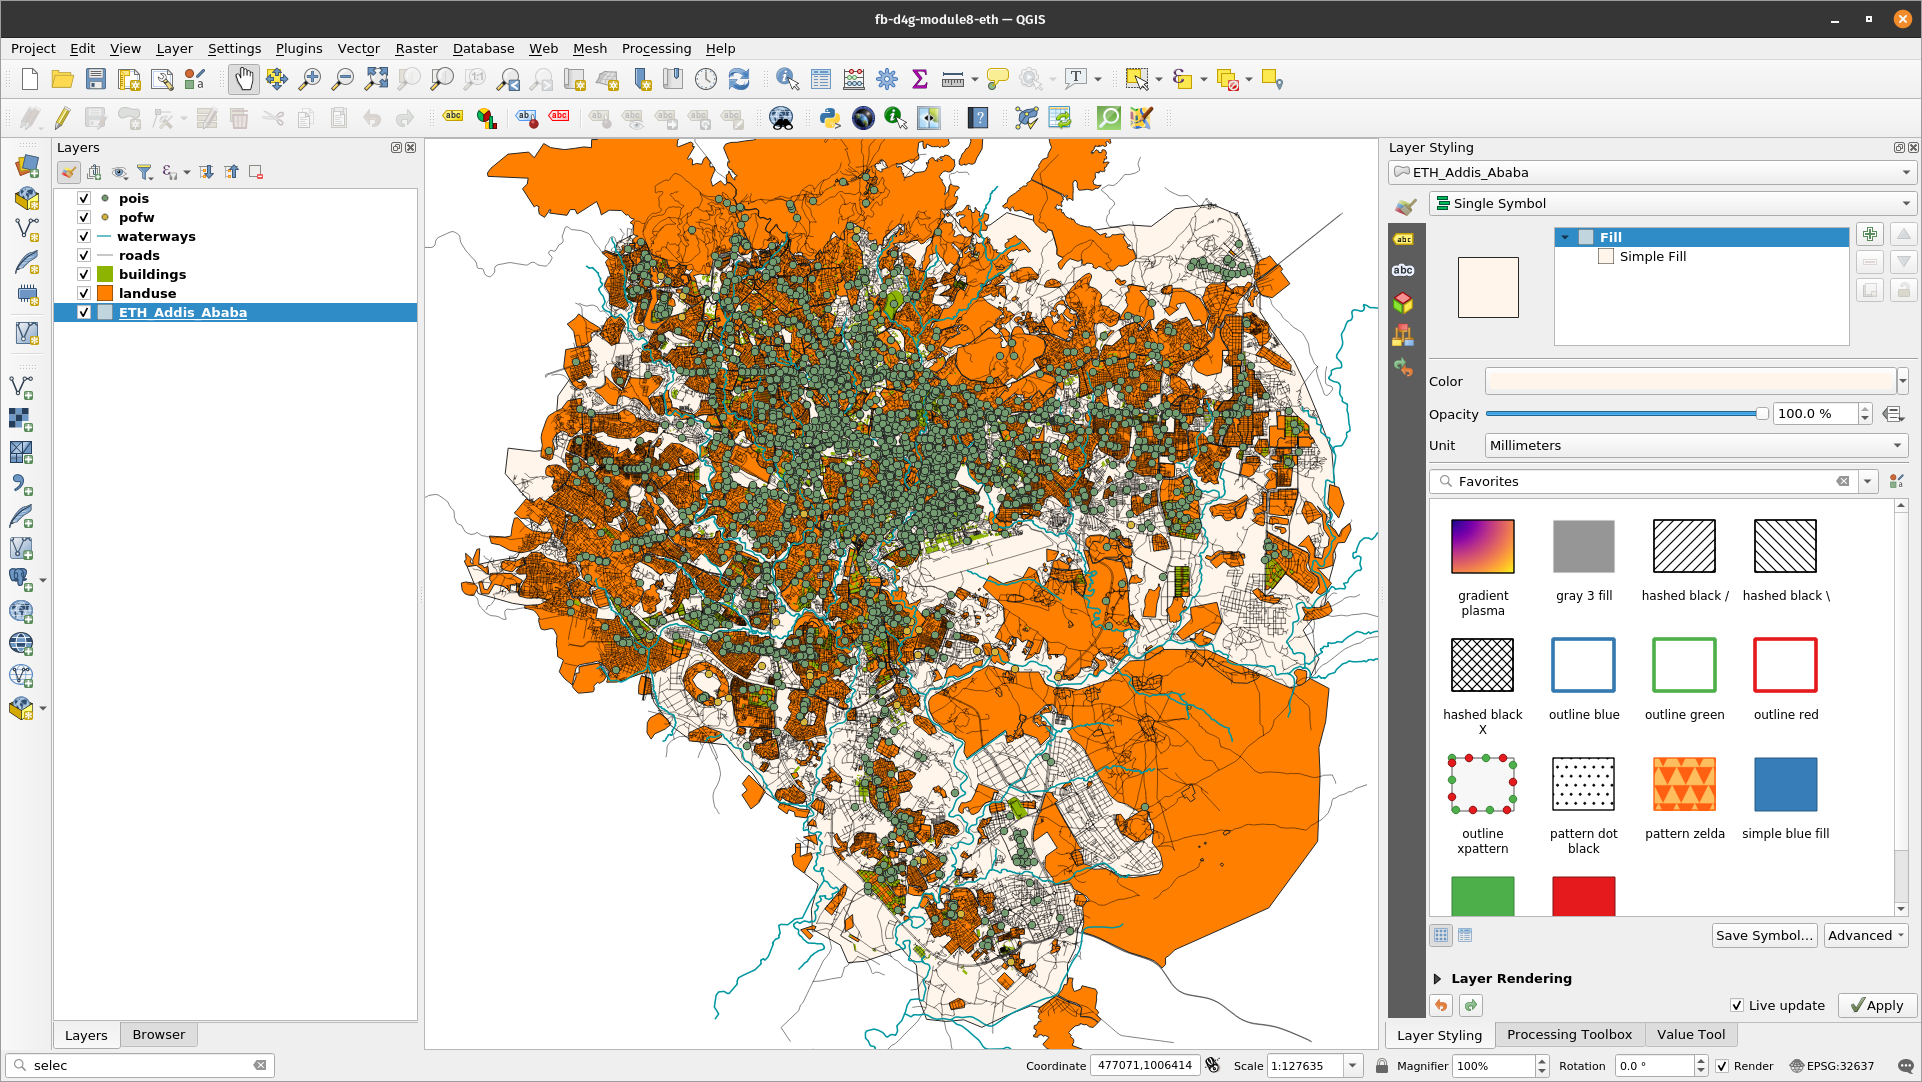 fb-d4g-module8-eth — QGIS
Project Edit View Layer Settings Plugins Vector Raster Database Web Mesh Processing Help
Layers
pois
pofw
waterways
roads
buildings
landuse
ETH_Addis_Ababa
Layers Browser
selec
Layer Styling
ETH_Addis_Ababa
Single Symbol
Fill
Simple Fill
Color
Opacity 100.0 %
Unit Millimeters
Favorites
gradient plasma
gray 3 fill
hashed black /
hashed black \
hashed black X
outline blue
outline green
outline red
outline xpattern
pattern dot black
pattern zelda
simple blue fill
Save Symbol... Advanced
Layer Rendering
Live update Apply
Layer Styling Processing Toolbox Value Tool
Coordinate 477071,1006414 Scale 1:127635 Magnifier 100% Rotation 0.0 ° Render EPSG:32637